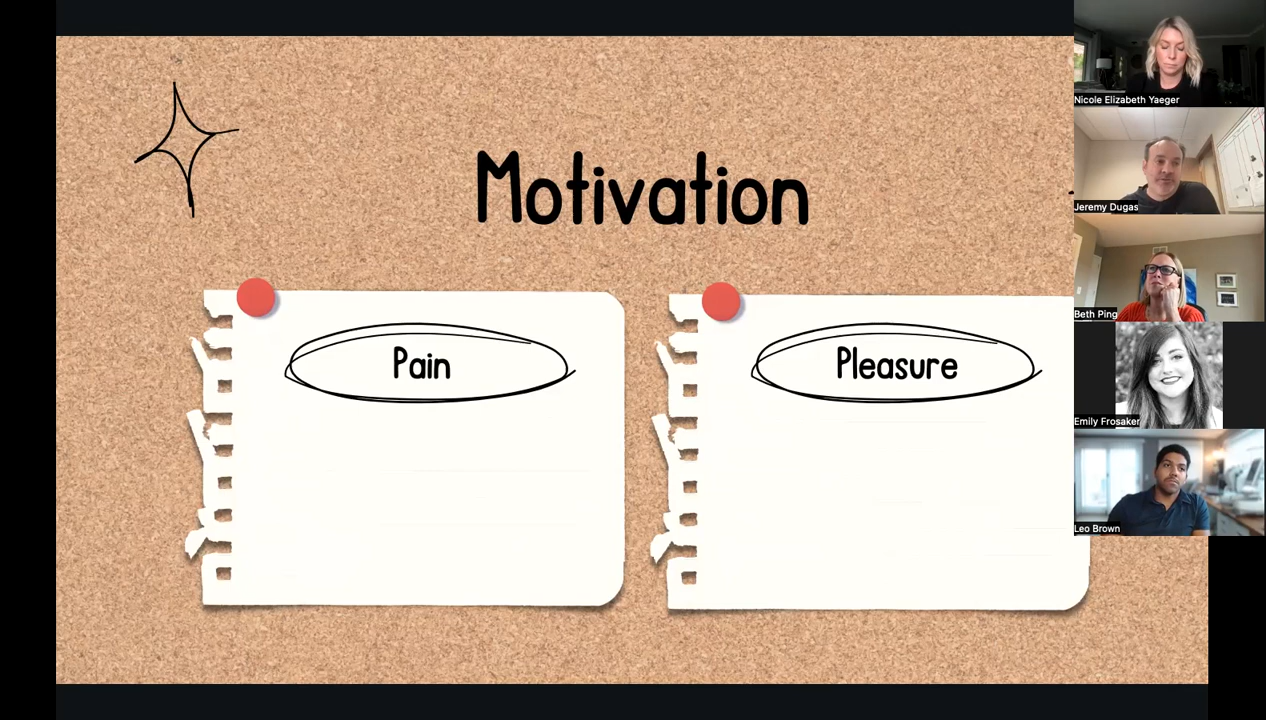 Motivation
Pain
Pleasure
Nicole Elizabeth Yaeger
Jeremy Dugas
Beth Ping
Emily Frosaker
Leo Brown